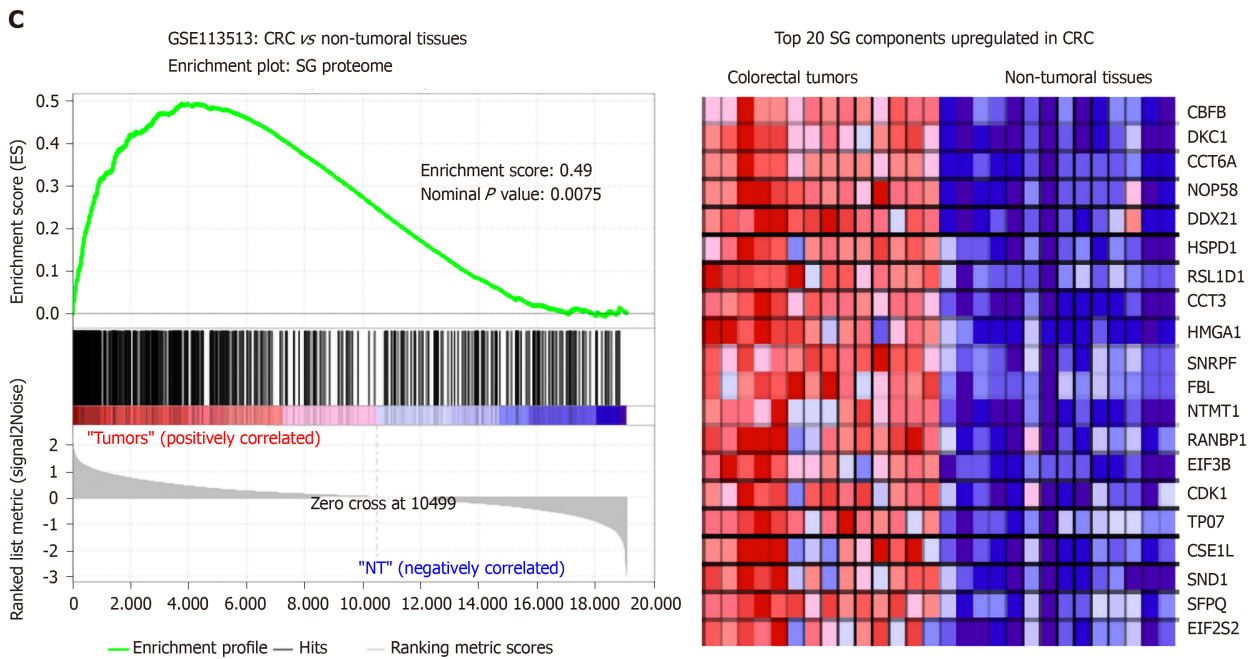 C
GSE113513: CRC vs non-tumoral tissues
Enrichment plot: SG proteome
Enrichment score (ES)
0.5
0.4
0.3
0.2
0.1
0.0
Enrichment score: 0.49
Nominal P value: 0.0075
Ranked list metric (signal2Noise)
"Tumors" (positively correlated)
2
1
0
-1
-2
-3
Zero cross at 10499
"NT" (negatively correlated)
0 2.000 4.000 6.000 8.000 10.000 12.000 14.000 16.000 18.000 20.000
Enrichment profile Hits Ranking metric scores
Top 20 SG components upregulated in CRC
Colorectal tumors Non-tumoral tissues
CBFB
DKC1
CCT6A
NOP58
DDX21
HSPD1
RSL1D1
CCT3
HMGA1
SNRPF
FBL
NTMT1
RANBP1
EIF3B
CDK1
TP07
CSE1L
SND1
SFPQ
EIF2S2